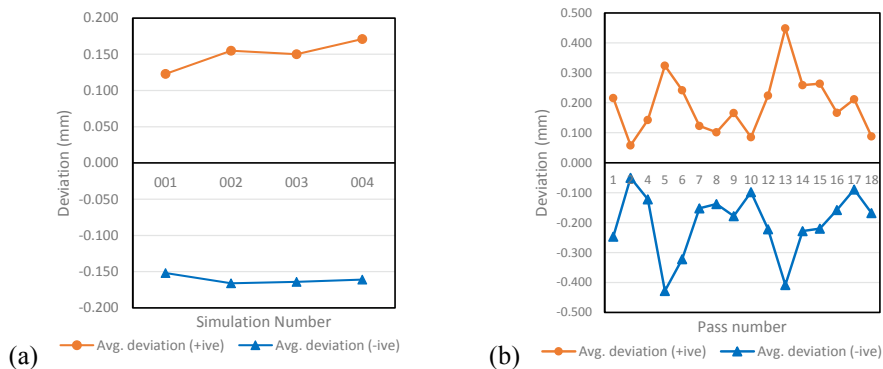 0.200
0.150
0.100
0.050
0.000
-0.050
-0.100
-0.150
-0.200
Deviation (mm)
001 002 003 004
Simulation Number
Avg. deviation (+ive) Avg. deviation (-ive)
(a)
0.500
0.400
0.300
0.200
0.100
0.000
-0.100
-0.200
-0.300
-0.400
-0.500
Deviation (mm)
1 4 5 6 7 8 9 10 12 13 14 15 16 17 18
Pass number
Avg. deviation (+ive) Avg. deviation (-ive)
(b)